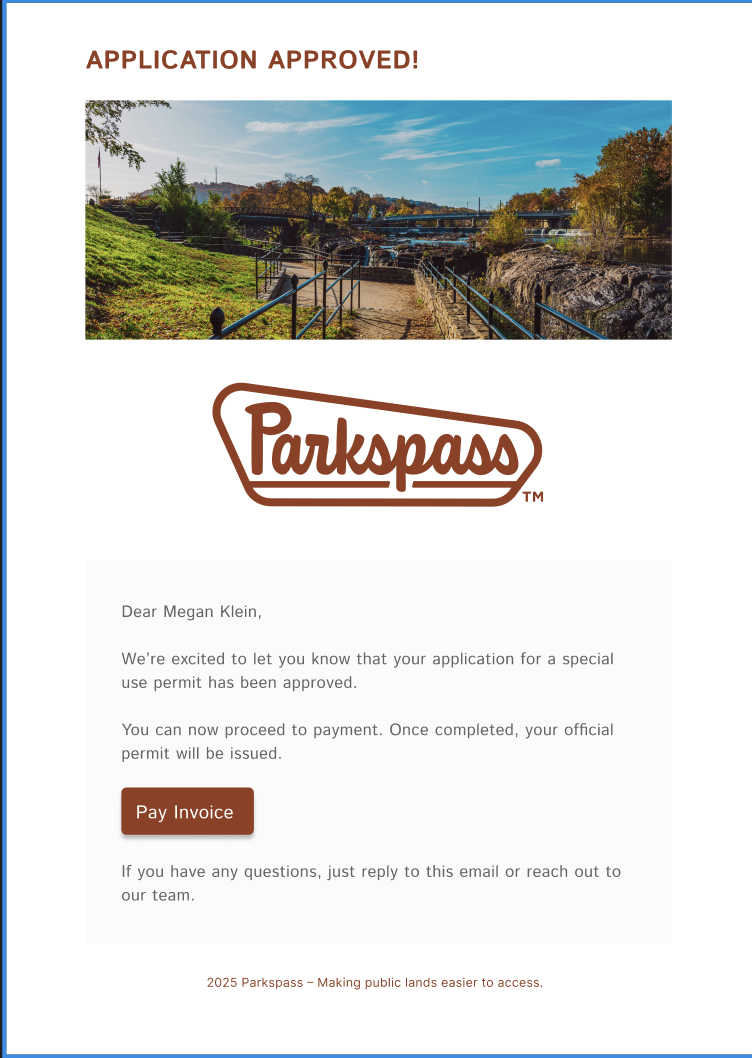 APPLICATION APPROVED!
Parkspass
TM
Dear Megan Klein,
We’re excited to let you know that your application for a special
use permit has been approved.
You can now proceed to payment. Once completed, your official
permit will be issued.
Pay Invoice
If you have any questions, just reply to this email or reach out to
our team.
2025 Parkspass – Making public lands easier to access.